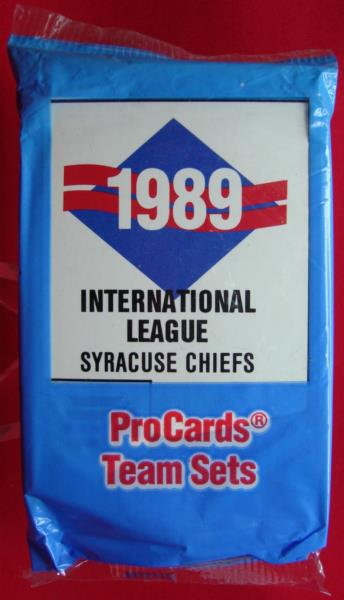 1989
INTERNATIONAL
LEAGUE
SYRACUSE CHIEFS
ProCards®
Team Sets